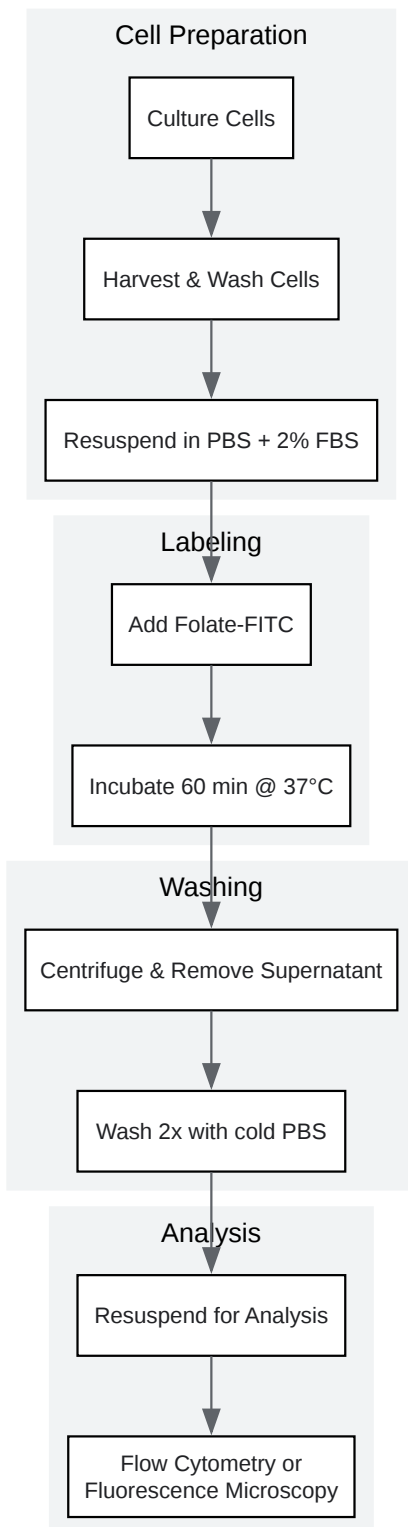 Cell Preparation
Culture Cells
Harvest & Wash Cells
Resuspend in PBS + 2% FBS
Labeling
Add Folate-FITC
Incubate 60 min @ 37°C
Washing
Centrifuge & Remove Supernatant
Wash 2x with cold PBS
Analysis
Resuspend for Analysis
Flow Cytometry or
Fluorescence Microscopy